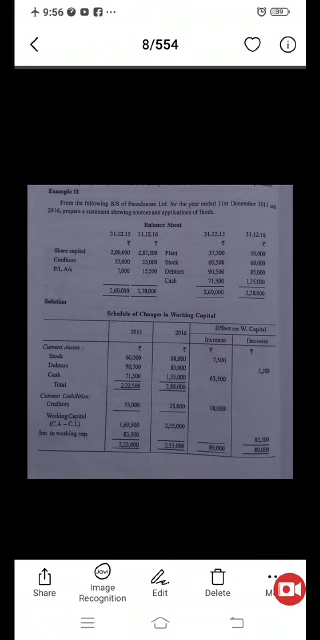 9:56
39
8/554
Example II
From the following B/S of Parasuram Ltd. for the year ended 31st December 2015 and
2016, prepare a statement showing sources and applications of funds.
Balance Sheet
31.12.15 31.12.16 31.12.15 31.12.16
₹ ₹ ₹ ₹
Share capital 2,00,000 2,87,500 Plant 37,500 50,000
Creditors 53,000 35,000 Stock 60,500 68,000
P/L A/c 7,000 15,500 Debtors 90,500 85,000
Cash 71,500 1,35,000
2,60,000 3,38,000 2,60,000 3,38,000
Solution
Schedule of Changes in Working Capital
2015 2016 Effect on W. Capital
Increase Decrease
Current Assets : ₹ ₹ ₹ ₹
Stock 60,500 68,000 7,500
Debtors 90,500 85,000
Cash 71,500 1,35,000 63,500
Total 2,22,500 2,88,000
Current Liabilities:
Creditors 53,000 35,000 18,000
Working Capital
(C.A – C.L) 1,69,500 2,53,000
Inc. in working cap. 83,500 83,500
2,53,000 2,53,000 89,000 89,000
Share
Image
Recognition
Edit
Delete